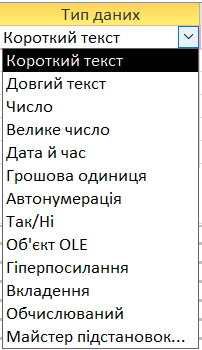 Тип даних
Короткий текст
Короткий текст
Довгий текст
Число
Велике число
Дата й час
Грошова одиниця
Автонумерація
Так/Ні
Об'єкт OLE
Гіперпосилання
Вкладення
Обчислюваний
Майстер підстановок...